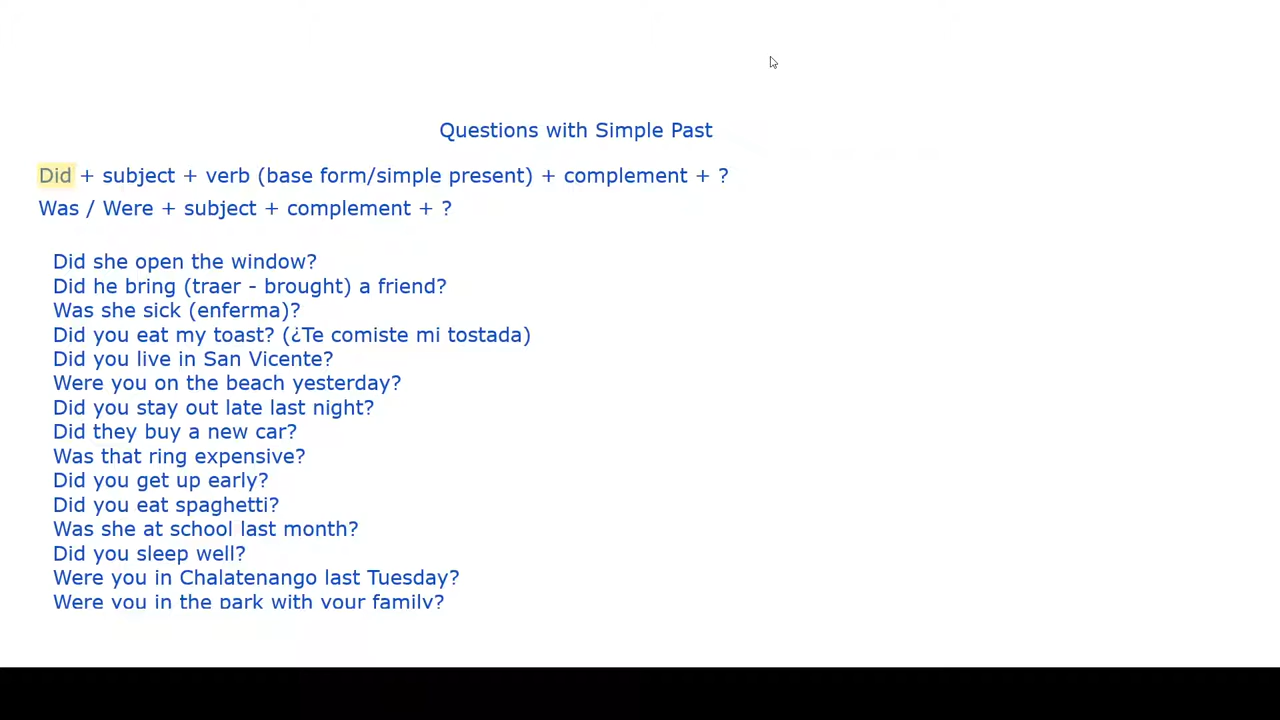 Questions with Simple Past
Did + subject + verb (base form/simple present) + complement + ?
Was / Were + subject + complement + ?
Did she open the window?
Did he bring (traer - brought) a friend?
Was she sick (enferma)?
Did you eat my toast? (¿Te comiste mi tostada)
Did you live in San Vicente?
Were you on the beach yesterday?
Did you stay out late last night?
Did they buy a new car?
Was that ring expensive?
Did you get up early?
Did you eat spaghetti?
Was she at school last month?
Did you sleep well?
Were you in Chalatenango last Tuesday?
Were you in the park with your family?